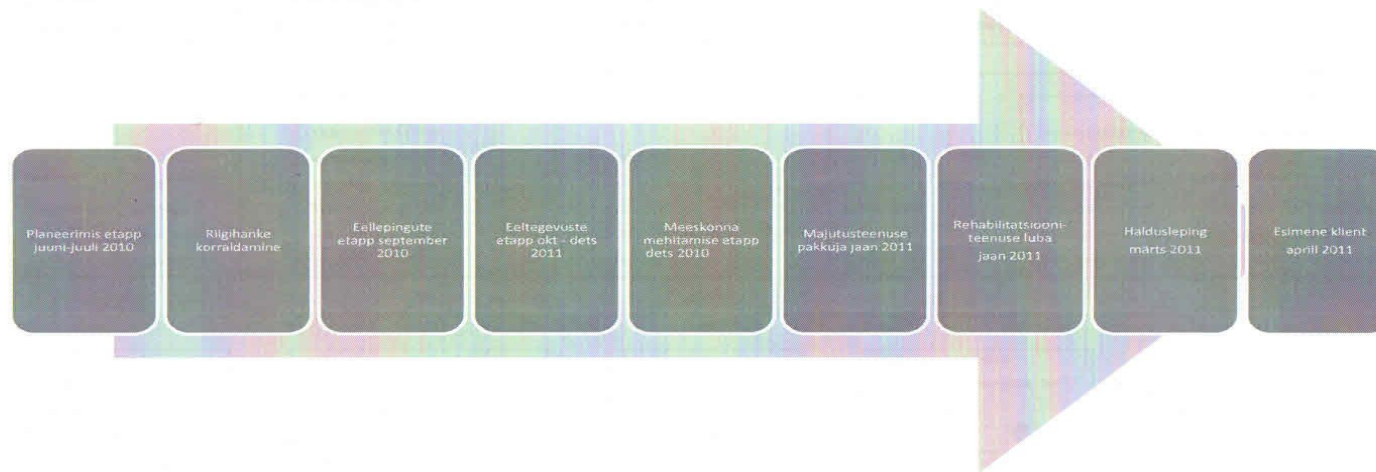 Planeerimis etapp
juuni-juuli 2010
Riigihanke
korraldamine
Eellepingute
etapp september
2010
Eeltegevuste
etapp okt - dets
2011
Meeskonna
mehitamise etapp
dets 2010
Majutusteenuse
pakkuja jaan 2011
Rehabilitatsiooni-
teenuse luba
jaan 2011
Haldusleping
märts 2011
Esimene klient
aprill 2011